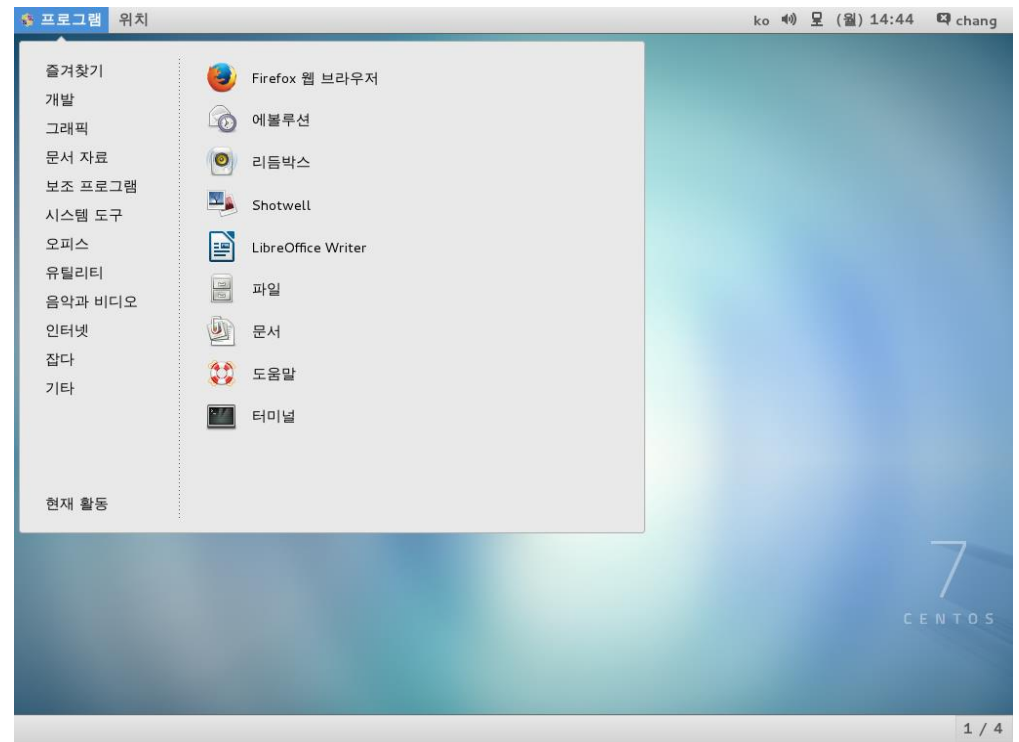 프로그램 위치 ko (월) 14:44 chang
즐겨찾기
개발
그래픽
문서 자료
보조 프로그램
시스템 도구
오피스
유틸리티
음악과 비디오
인터넷
잡다
기타
현재 활동
Firefox 웹 브라우저
에볼루션
리듬박스
Shotwell
LibreOffice Writer
파일
문서
도움말
터미널
7
CENTOS
1 / 4